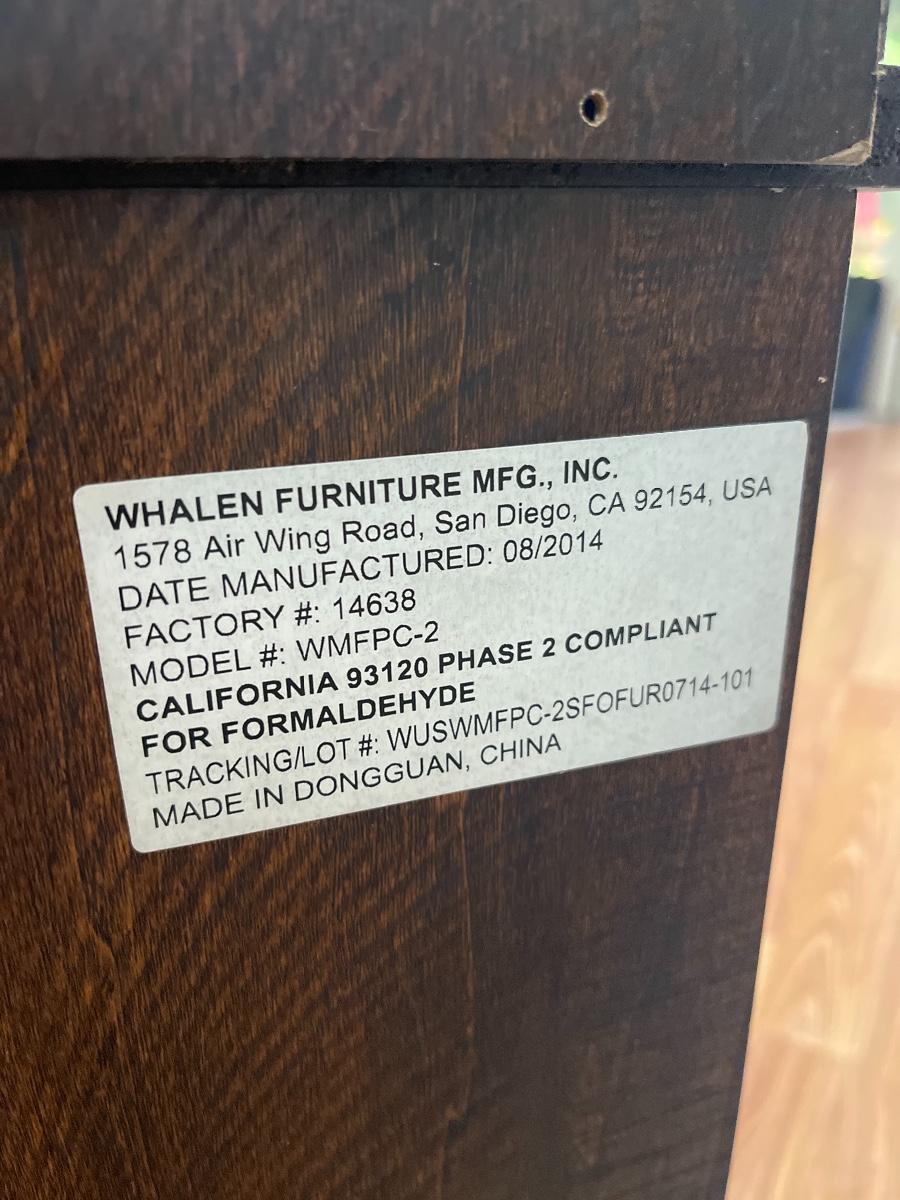 WHALEN FURNITURE MFG., INC.
1578 Air Wing Road, San Diego, CA 92154, USA
DATE MANUFACTURED: 08/2014
FACTORY #: 14638
MODEL #: WMFPC-2
CALIFORNIA 93120 PHASE 2 COMPLIANT
FOR FORMALDEHYDE
TRACKING/LOT #: WUSWMFPC-2SFOFUR0714-101
MADE IN DONGGUAN, CHINA